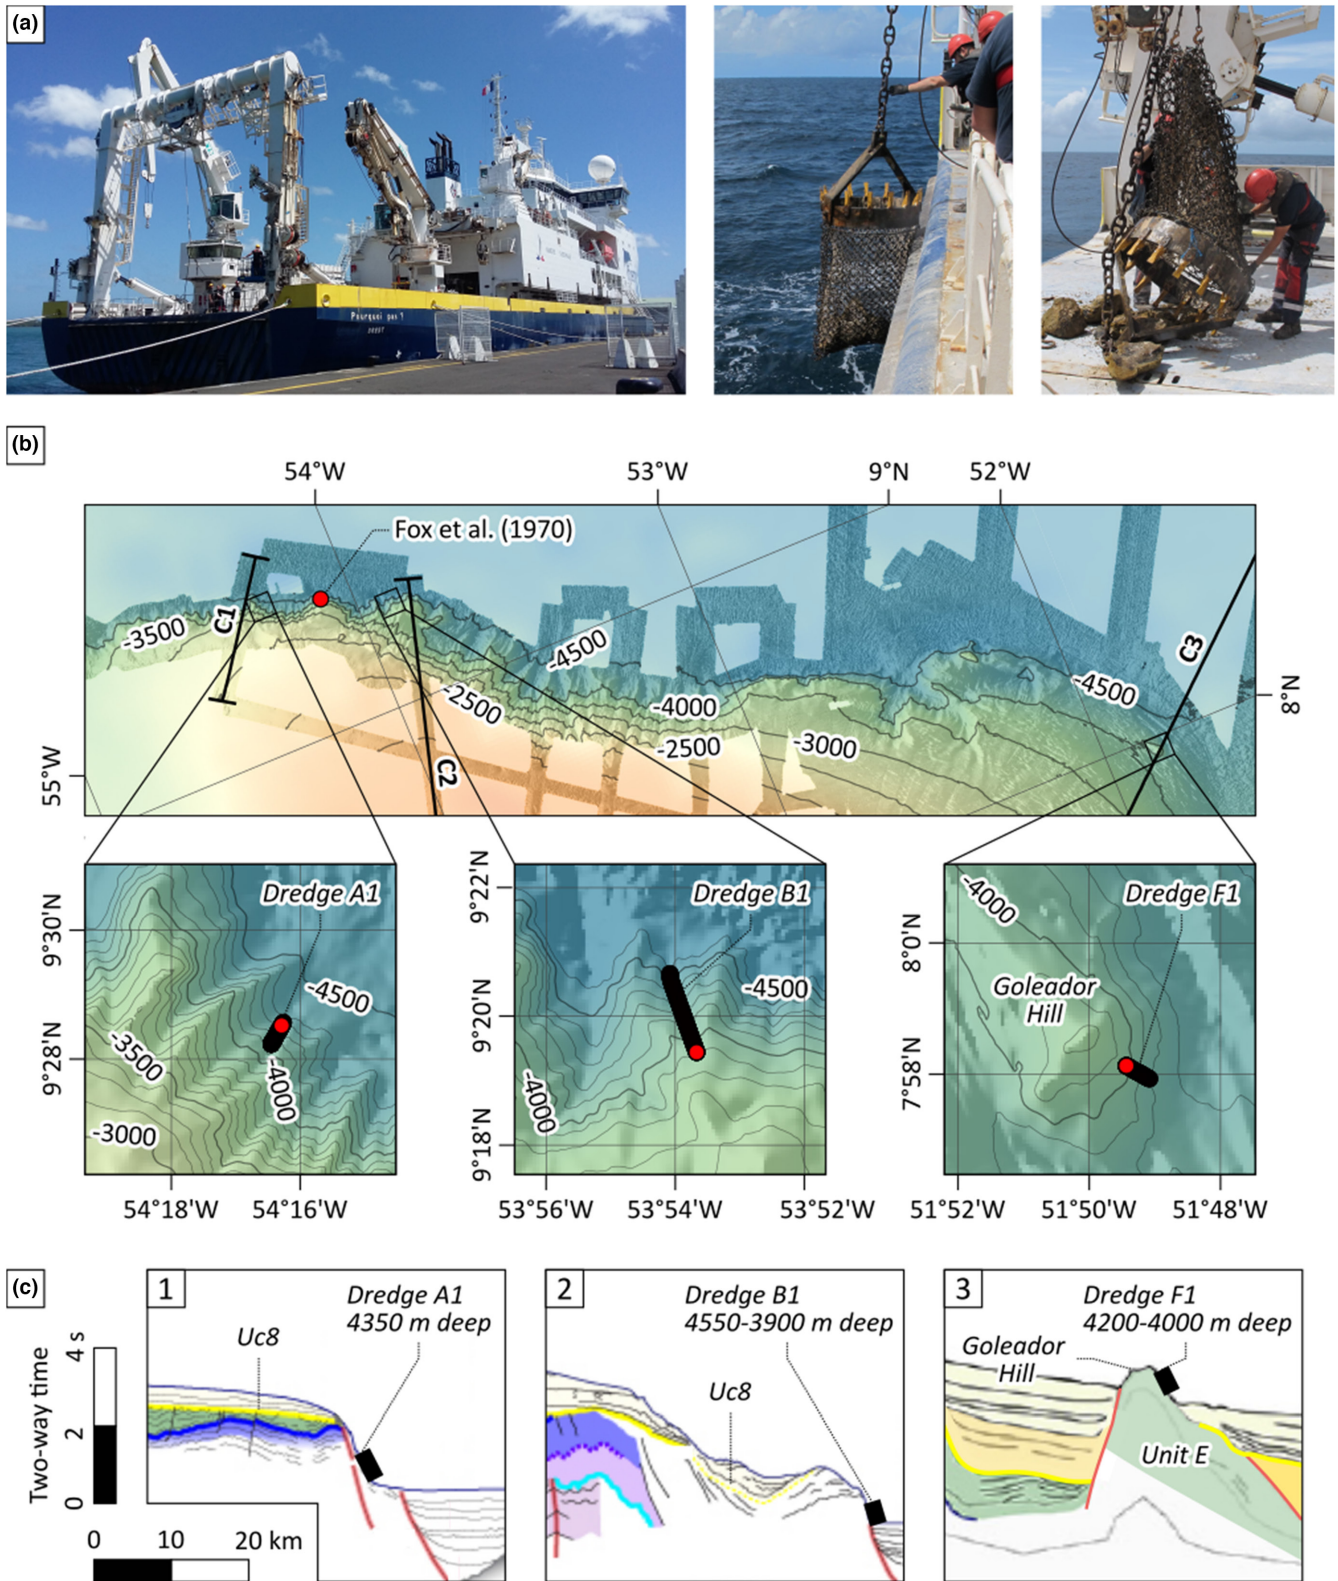 (a)
Pourquoi pas ?
BREST
(b)
54°W
53°W
9°N
52°W
Fox et al. (1970)
C1
-3500
-4500
C3
-2500
-4000
-4500
8°N
-2500
-3000
55°W
C2
9°30'N
9°28'N
Dredge A1
-4500
-3500
-4000
-3000
54°18'W
54°16'W
9°22'N
9°20'N
9°18'N
Dredge B1
-4500
-4000
53°56'W
53°54'W
53°52'W
8°0'N
7°58'N
-4000
Dredge F1
Goleador
Hill
51°52'W
51°50'W
51°48'W
(c)
Two-way time
4 s
2
0
0
10
20 km
1
Dredge A1
4350 m deep
Uc8
2
Dredge B1
4550-3900 m deep
Uc8
3
Dredge F1
4200-4000 m deep
Goleador
Hill
Unit E